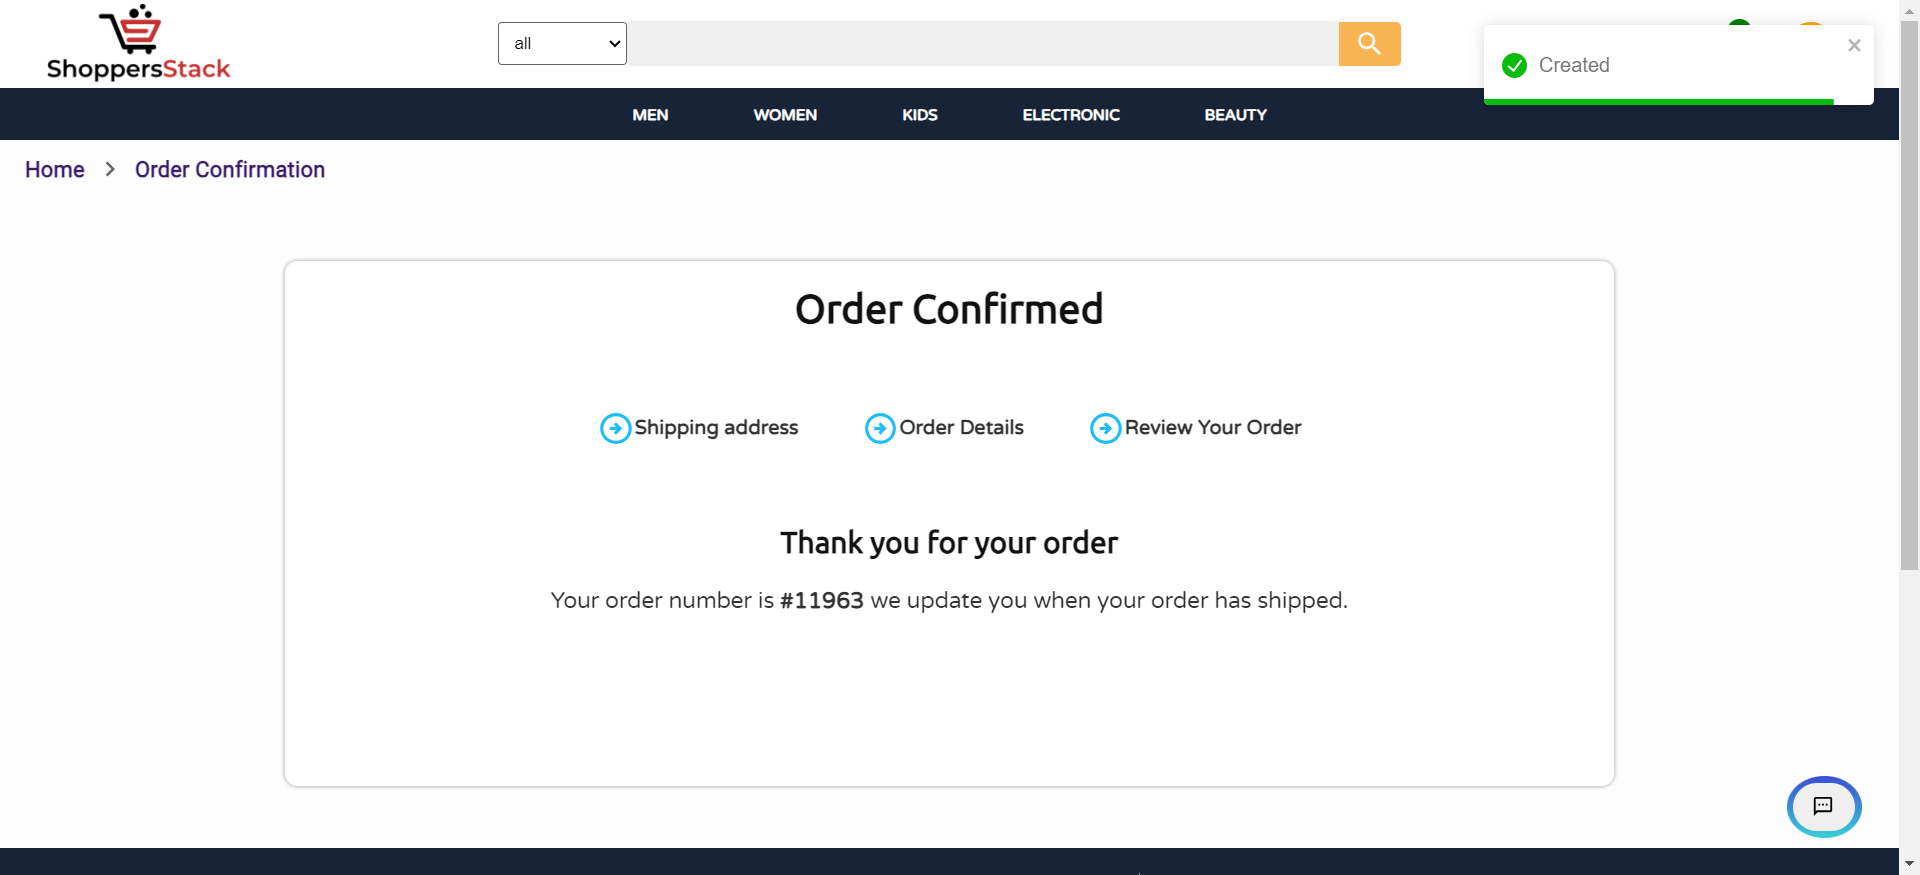 ShoppersStack
all
Created
MEN WOMEN KIDS ELECTRONIC BEAUTY
Home > Order Confirmation
Order Confirmed
Shipping address Order Details Review Your Order
Thank you for your order
Your order number is #11963 we update you when your order has shipped.